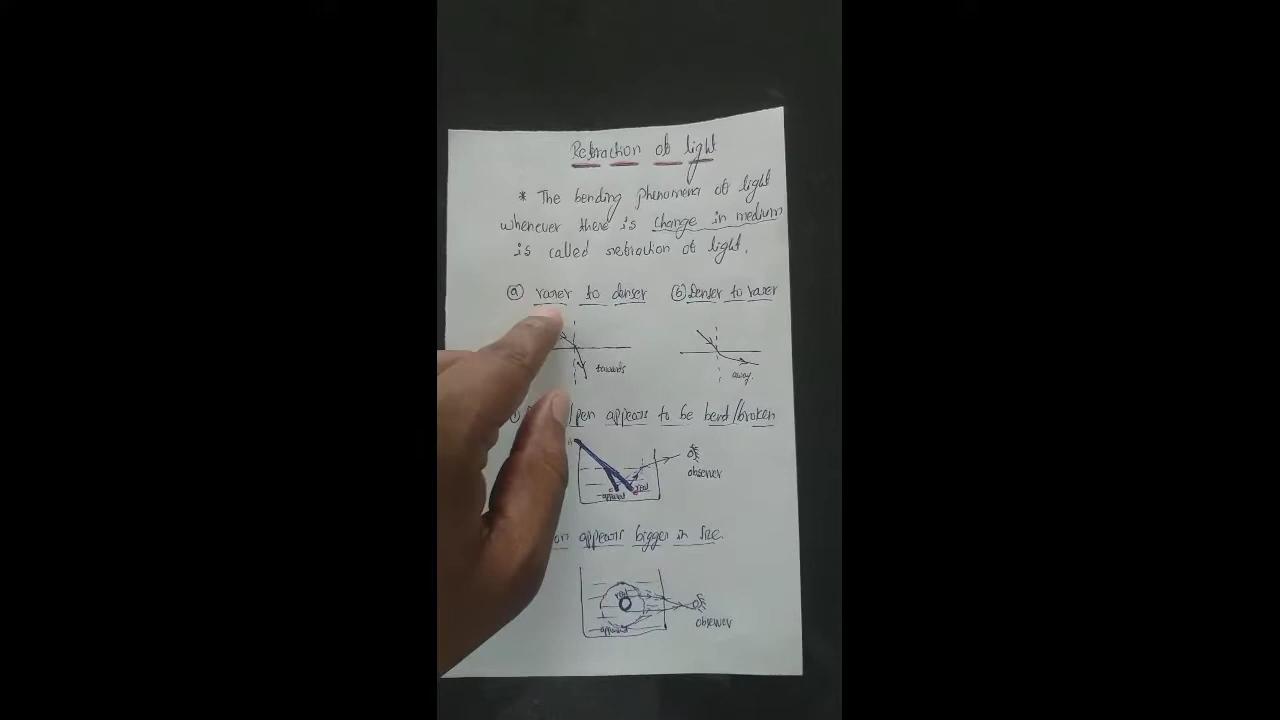 Refraction of light
* The bending phenomena of light
whenever there is change in medium
is called refraction of light.
(a) rarer to denser (b) Denser to rarer
towards away.
/pen appears to be bend/broken
A
observer
apparent real
on appears bigger in size.
real
observer
apparent